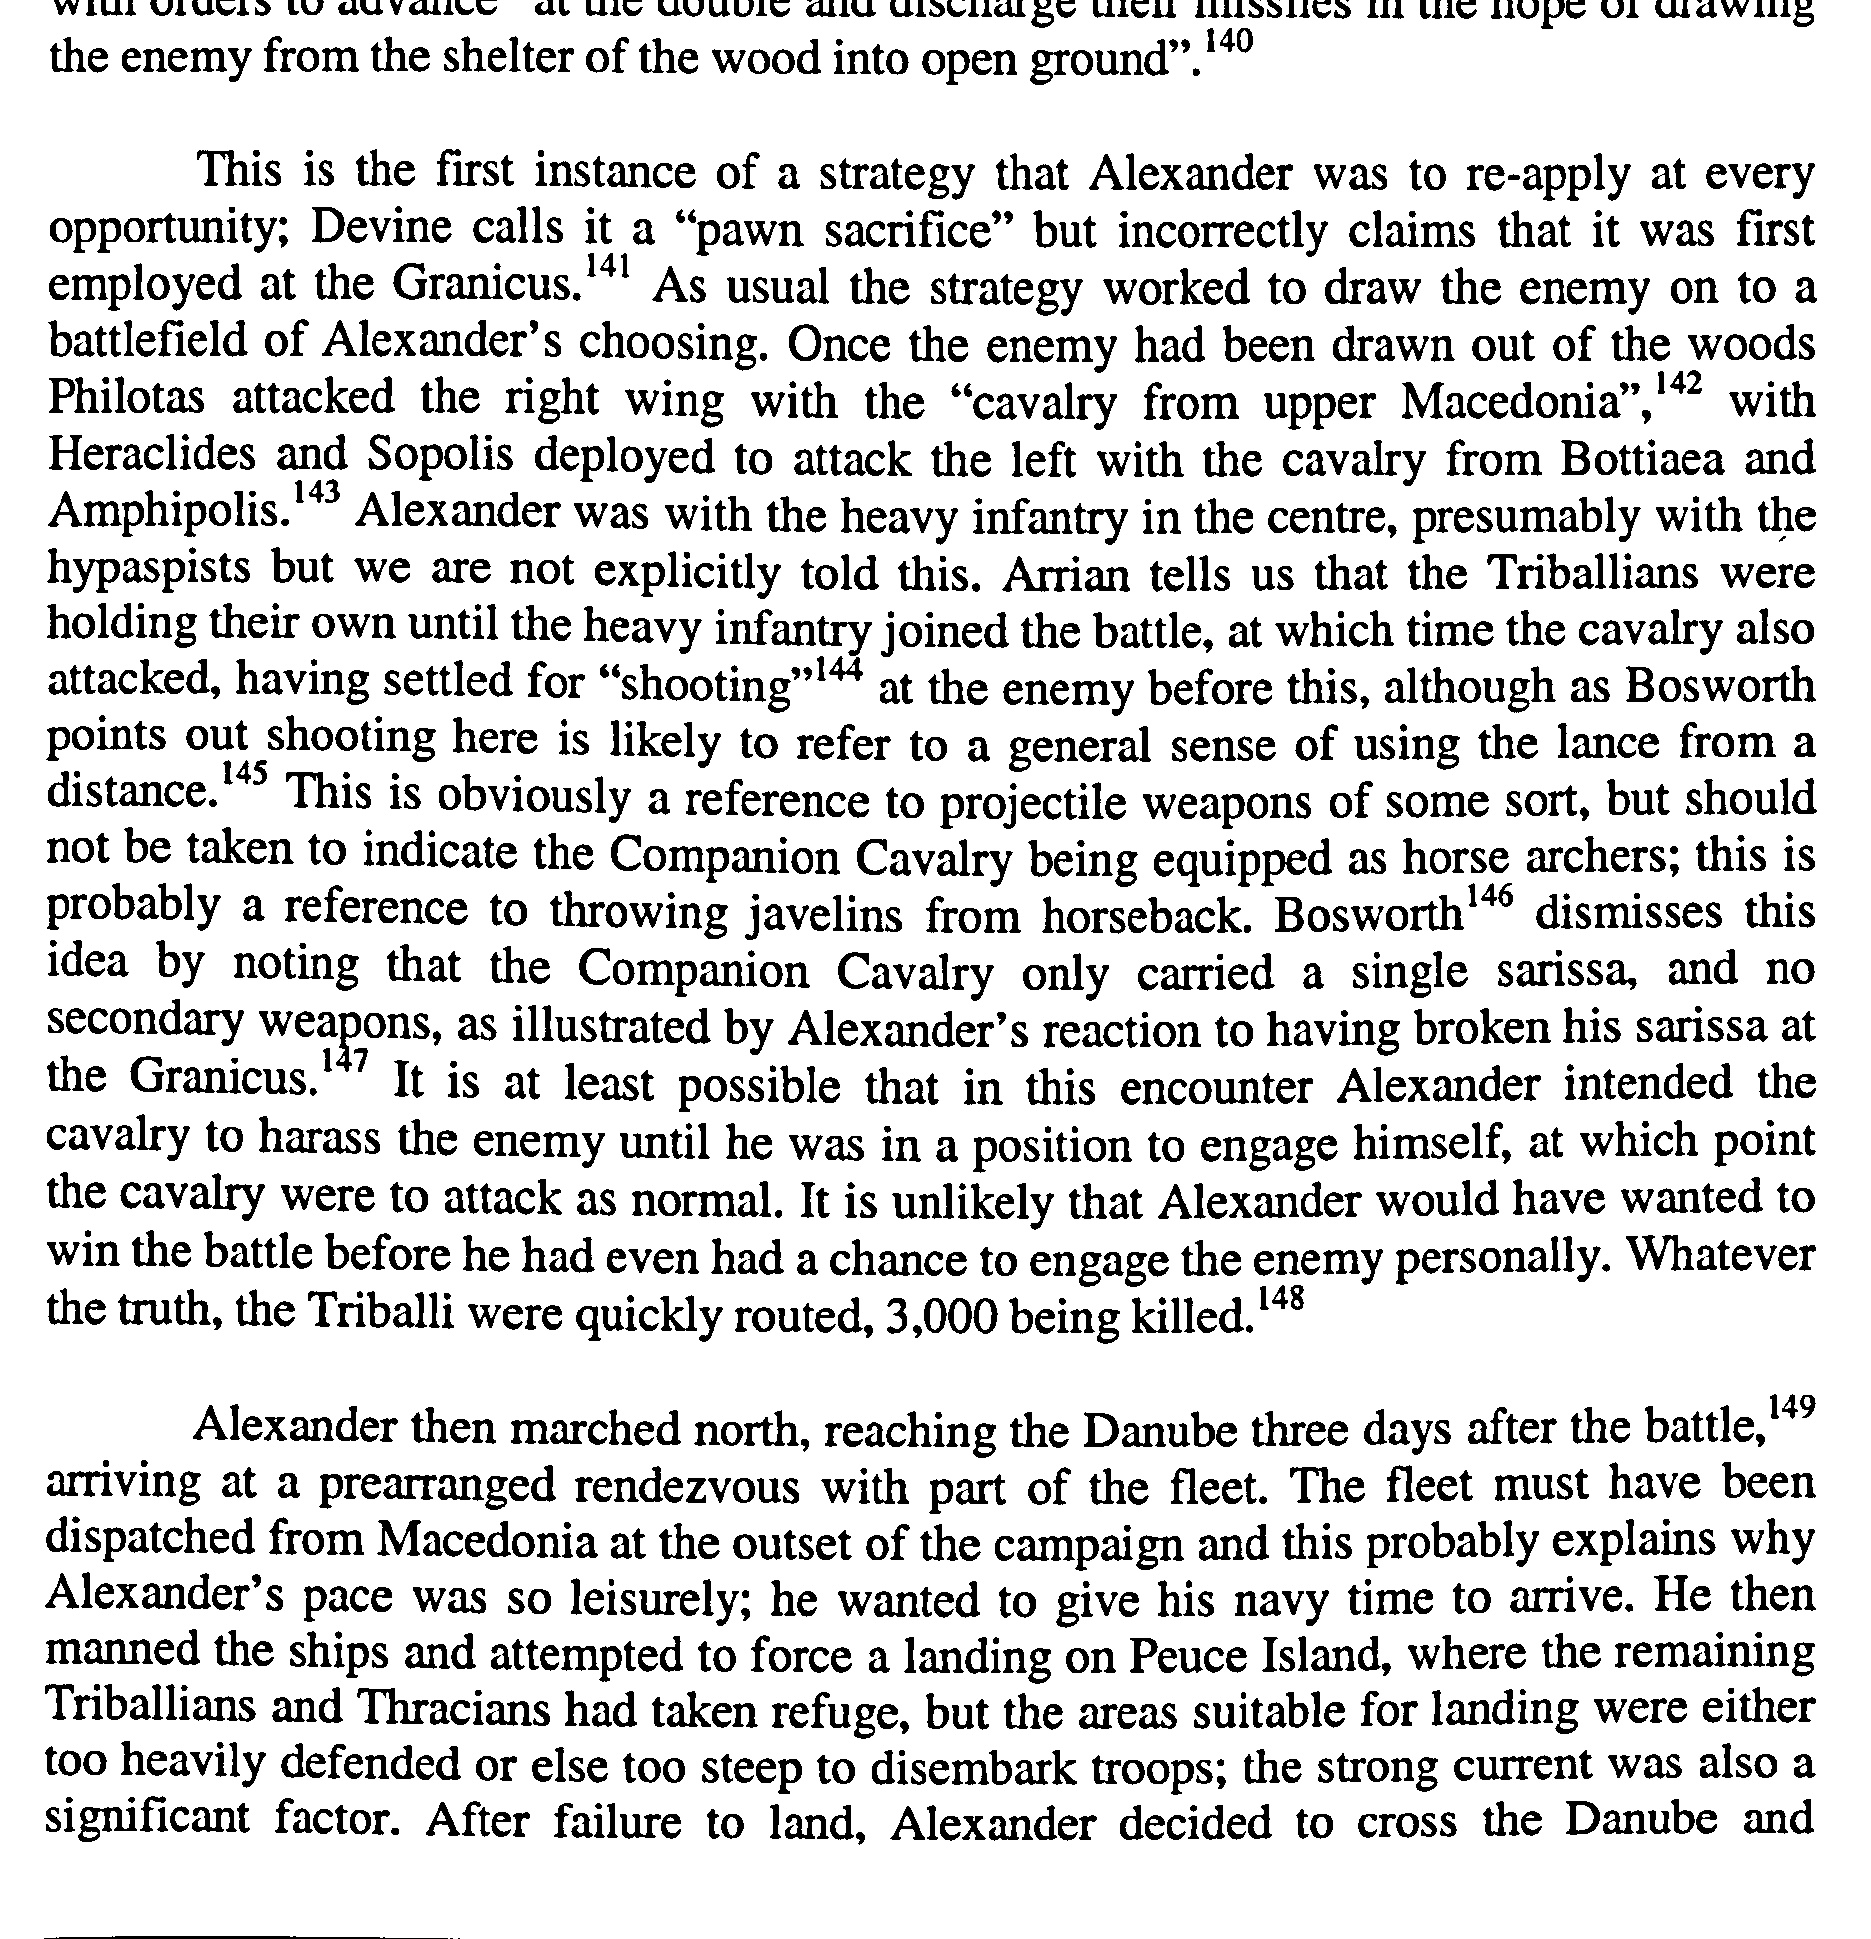 with orders to advance “at the double and discharge their missiles in the hope of drawing
the enemy from the shelter of the wood into open ground”.140
This is the first instance of a strategy that Alexander was to re-apply at every
opportunity; Devine calls it a “pawn sacrifice” but incorrectly claims that it was first
employed at the Granicus.141 As usual the strategy worked to draw the enemy on to a
battlefield of Alexander’s choosing. Once the enemy had been drawn out of the woods
Philotas attacked the right wing with the “cavalry from upper Macedonia”,142 with
Heraclides and Sopolis deployed to attack the left with the cavalry from Bottiaea and
Amphipolis.143 Alexander was with the heavy infantry in the centre, presumably with the
hypaspists but we are not explicitly told this. Arrian tells us that the Triballians were
holding their own until the heavy infantry joined the battle, at which time the cavalry also
attacked, having settled for “shooting”144 at the enemy before this, although as Bosworth
points out shooting here is likely to refer to a general sense of using the lance from a
distance.145 This is obviously a reference to projectile weapons of some sort, but should
not be taken to indicate the Companion Cavalry being equipped as horse archers; this is
probably a reference to throwing javelins from horseback. Bosworth146 dismisses this
idea by noting that the Companion Cavalry only carried a single sarissa, and no
secondary weapons, as illustrated by Alexander’s reaction to having broken his sarissa at
the Granicus.147 It is at least possible that in this encounter Alexander intended the
cavalry to harass the enemy until he was in a position to engage himself, at which point
the cavalry were to attack as normal. It is unlikely that Alexander would have wanted to
win the battle before he had even had a chance to engage the enemy personally. Whatever
the truth, the Triballi were quickly routed, 3,000 being killed.148
Alexander then marched north, reaching the Danube three days after the battle,149
arriving at a prearranged rendezvous with part of the fleet. The fleet must have been
dispatched from Macedonia at the outset of the campaign and this probably explains why
Alexander’s pace was so leisurely; he wanted to give his navy time to arrive. He then
manned the ships and attempted to force a landing on Peuce Island, where the remaining
Triballians and Thracians had taken refuge, but the areas suitable for landing were either
too heavily defended or else too steep to disembark troops; the strong current was also a
significant factor. After failure to land, Alexander decided to cross the Danube and